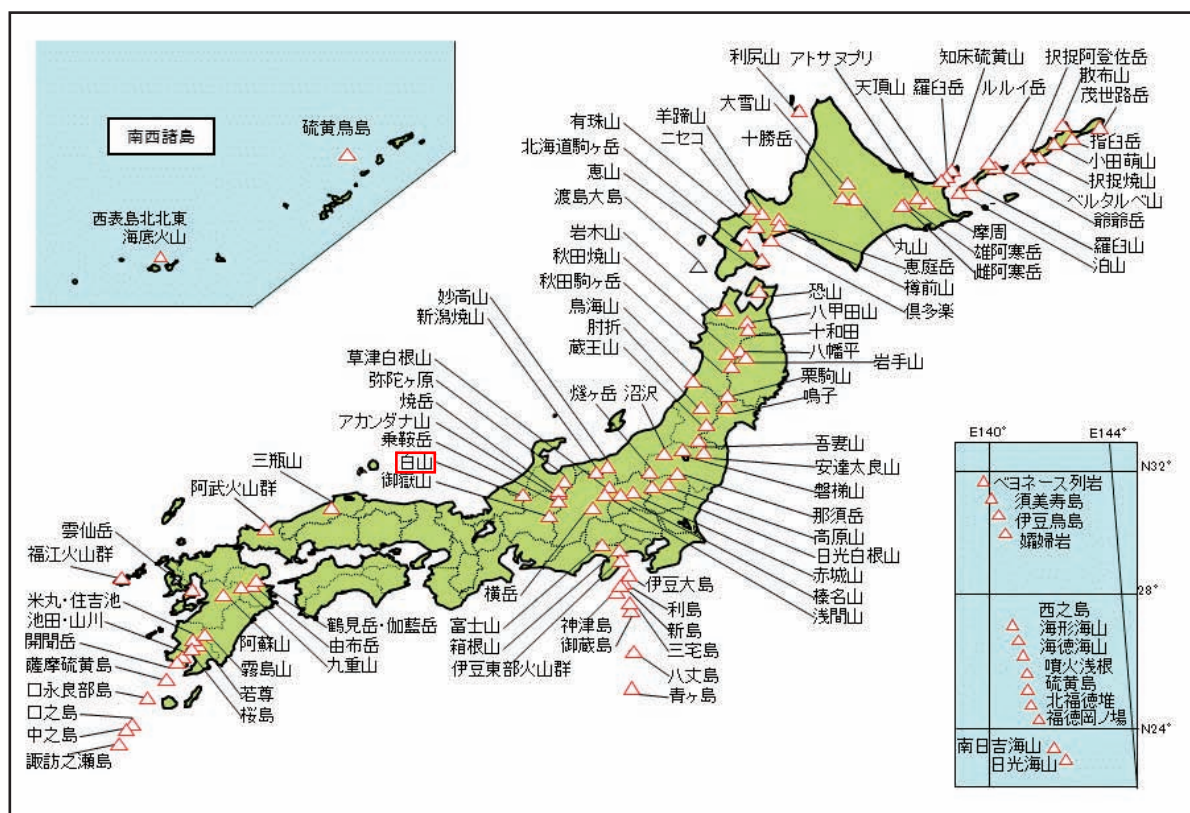 南西諸島
硫黄鳥島
西表島北北東
海底火山
利尻山
アトサヌプリ
知床硫黄山
択捉阿登佐岳
散布山
天頂山
羅臼岳
ルルイ岳
茂世路岳
大雪山
羊蹄山
有珠山
ニセコ
十勝岳
北海道駒ヶ岳
恵山
渡島大島
指臼岳
小田萌山
択捉焼山
ベルタルベ山
爺爺岳
羅臼山
泊山
摩周
雄阿寒岳
雌阿寒岳
丸山
恵庭岳
樽前山
倶多楽
岩木山
秋田焼山
秋田駒ヶ岳
鳥海山
肘折
蔵王山
恐山
八甲田山
十和田
八幡平
岩手山
栗駒山
鳴子
妙高山
新潟焼山
草津白根山
弥陀ヶ原
焼岳
アカンダナ山
乗鞍岳
白山
御嶽山
燧ヶ岳
沼沢
吾妻山
安達太良山
磐梯山
那須岳
高原山
日光白根山
赤城山
榛名山
浅間山
三瓶山
阿武火山群
雲仙岳
福江火山群
米丸・住吉池
池田・山川
開聞岳
薩摩硫黄島
口永良部島
口之島
中之島
諏訪之瀬島
鶴見岳・伽藍岳
由布岳
九重山
阿蘇山
霧島山
若尊
桜島
横岳
富士山
箱根山
伊豆東部火山群
伊豆大島
利島
新島
神津島
三宅島
御蔵島
八丈島
青ヶ島
E140°
E144°
N32°
ベヨネース列岩
須美寿島
伊豆鳥島
孀婦岩
28°
西之島
海形海山
海徳海山
噴火浅根
硫黄島
北福徳堆
福徳岡ノ場
N24°
南日吉海山
日光海山